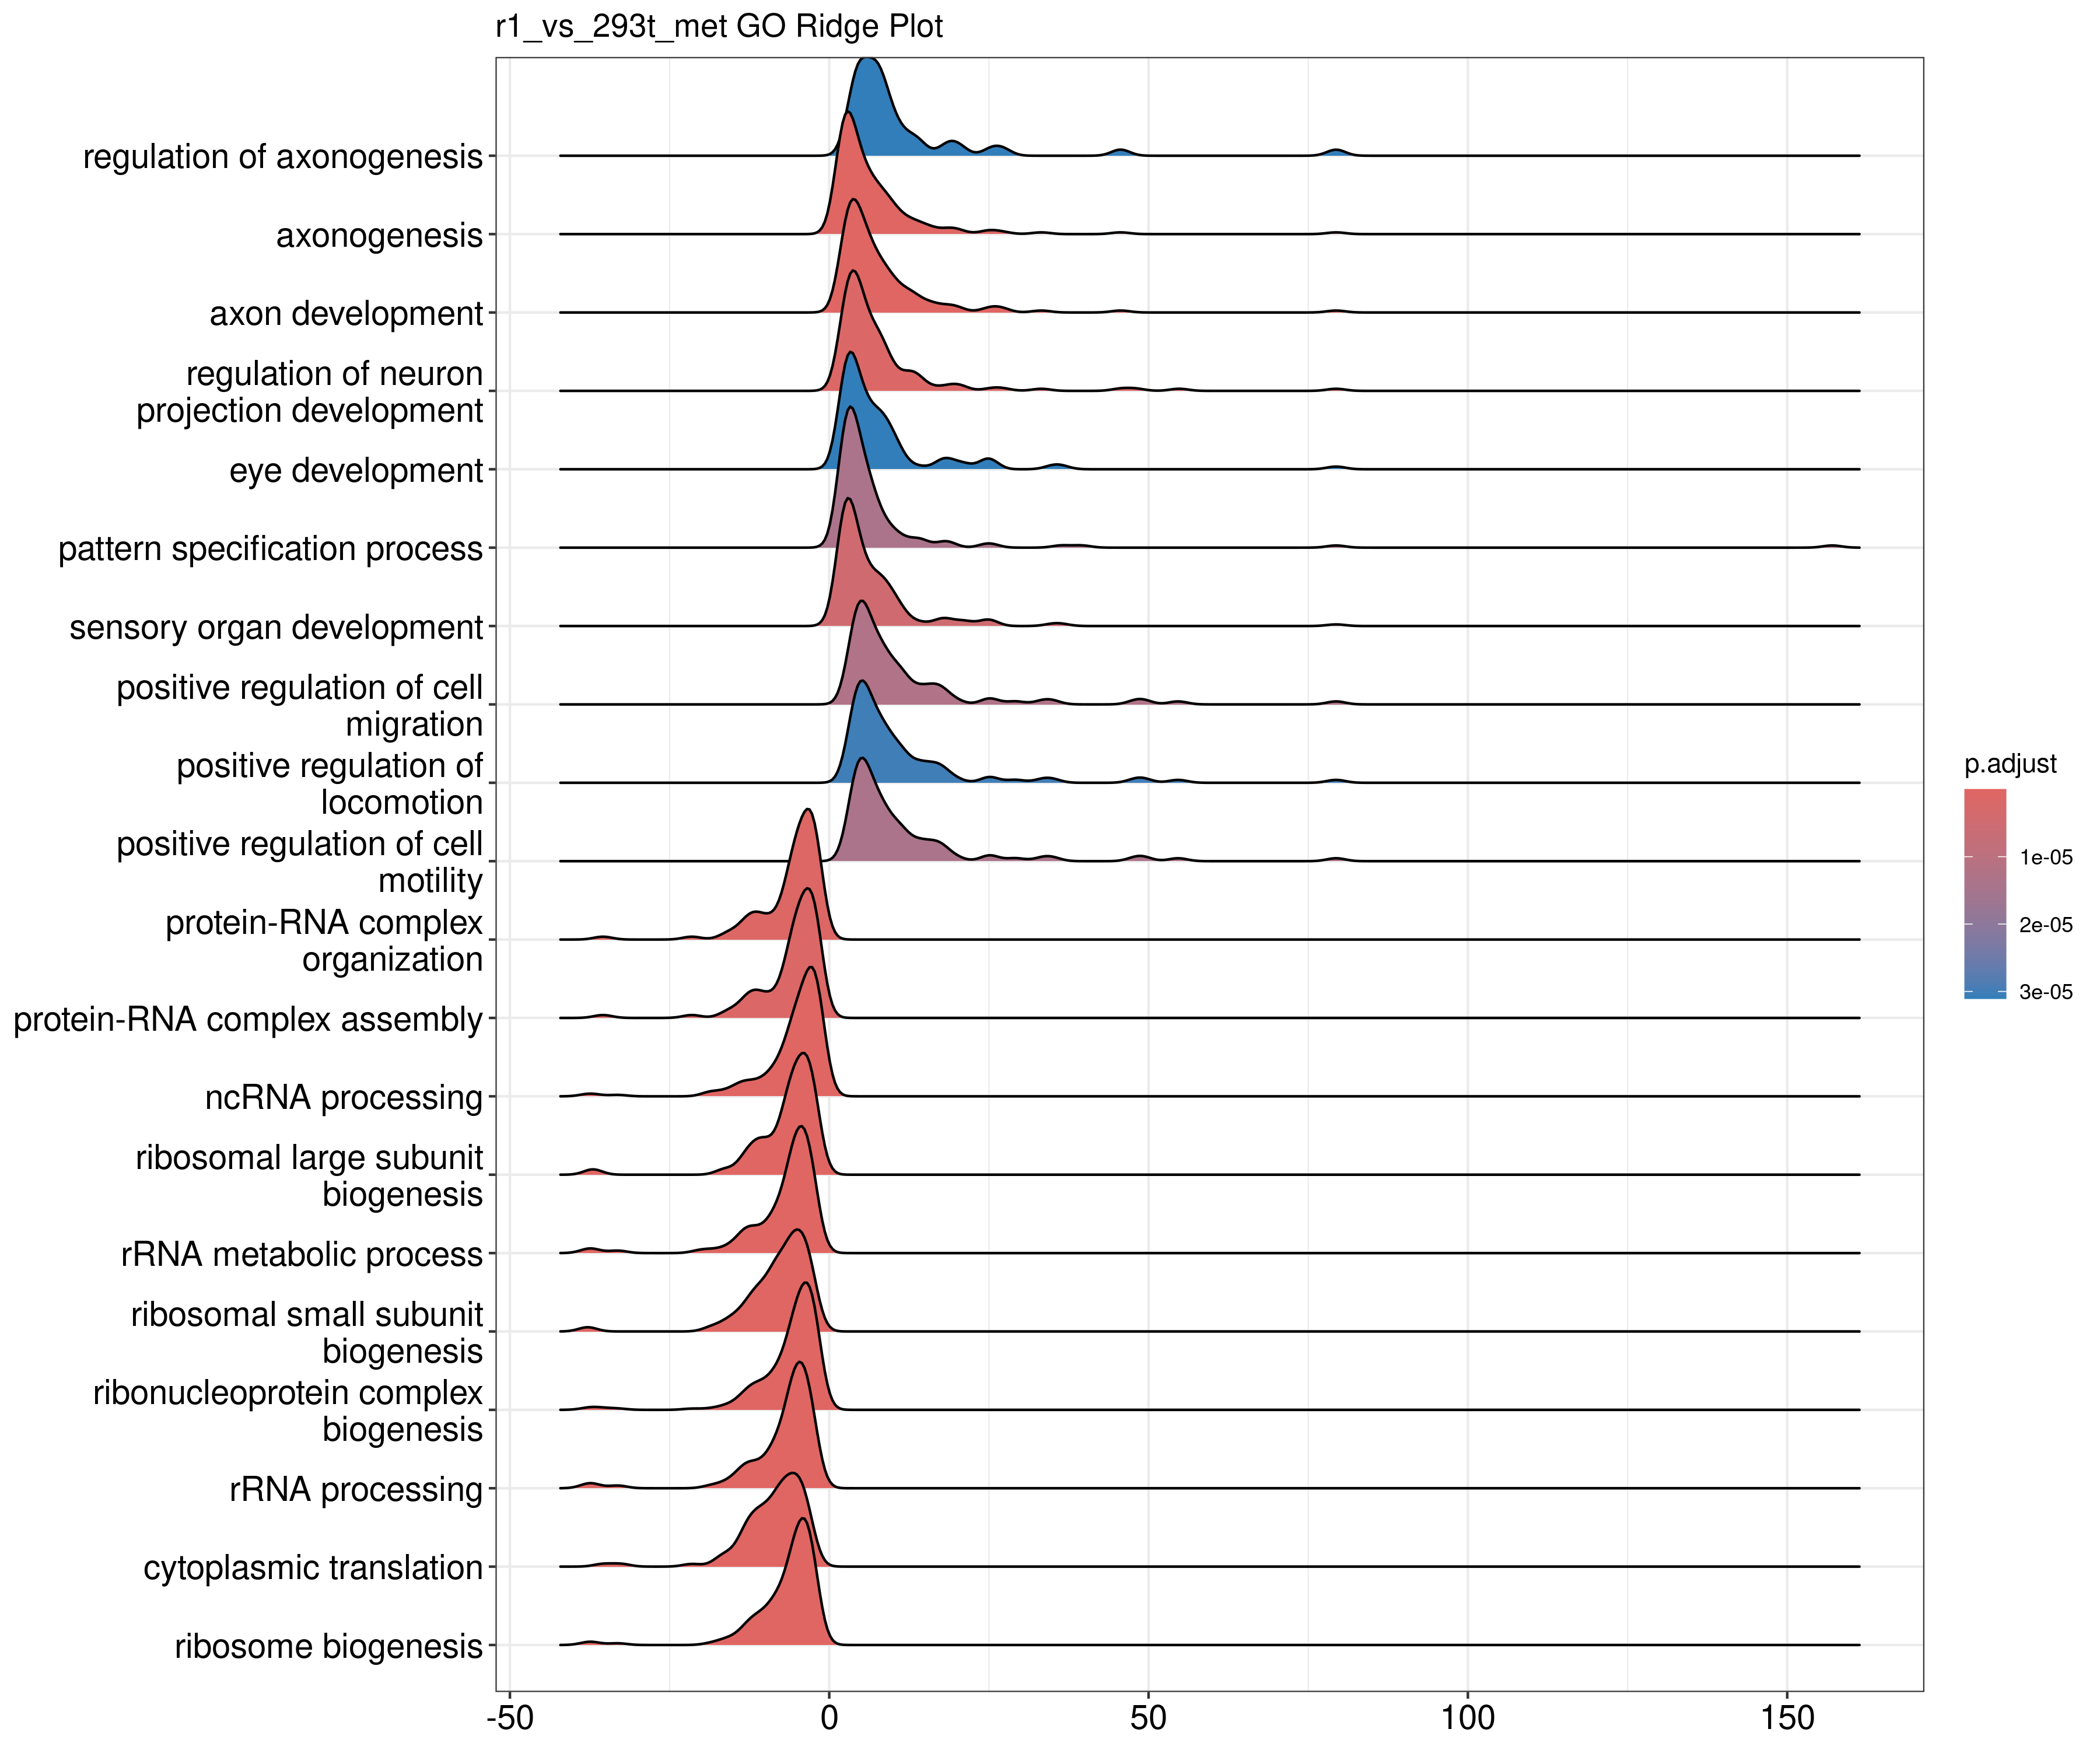 r1_vs_293t_met GO Ridge Plot
regulation of axonogenesis
axonogenesis
axon development
regulation of neuron
projection development
eye development
pattern specification process
sensory organ development
positive regulation of cell
migration
positive regulation of
locomotion
positive regulation of cell
motility
protein-RNA complex
organization
protein-RNA complex assembly
ncRNA processing
ribosomal large subunit
biogenesis
rRNA metabolic process
ribosomal small subunit
biogenesis
ribonucleoprotein complex
biogenesis
rRNA processing
cytoplasmic translation
ribosome biogenesis
-50 0 50 100 150
p.adjust
1e-05
2e-05
3e-05